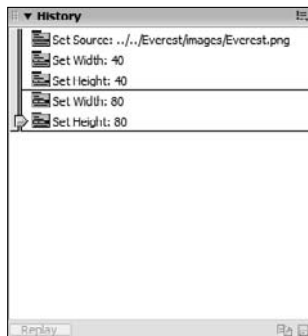 History
Set Source: ../../Everest/images/Everest.png
Set Width: 40
Set Height: 40
Set Width: 80
Set Height: 80
Replay